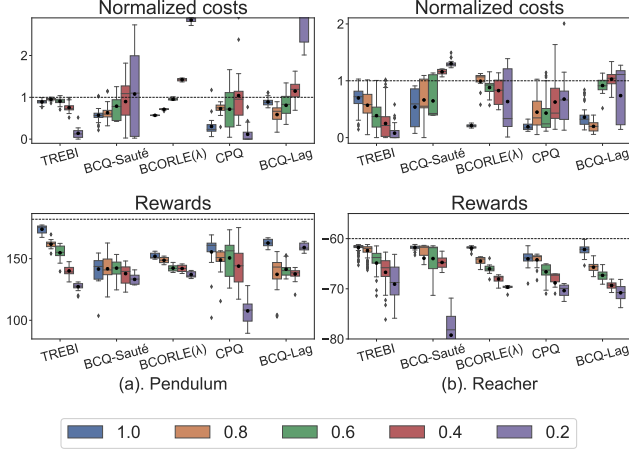 Normalized costs
2
1
0
TREBI
BCQ-Sauté
BCORLE(λ)
CPQ
BCQ-Lag
Rewards
150
100
TREBI
BCQ-Sauté
BCORLE(λ)
CPQ
BCQ-Lag
(a). Pendulum
Normalized costs
2
1
0
TREBI
BCQ-Sauté
BCORLE(λ)
CPQ
BCQ-Lag
Rewards
−60
−70
−80
TREBI
BCQ-Sauté
BCORLE(λ)
CPQ
BCQ-Lag
(b). Reacher
1.0 0.8 0.6 0.4 0.2